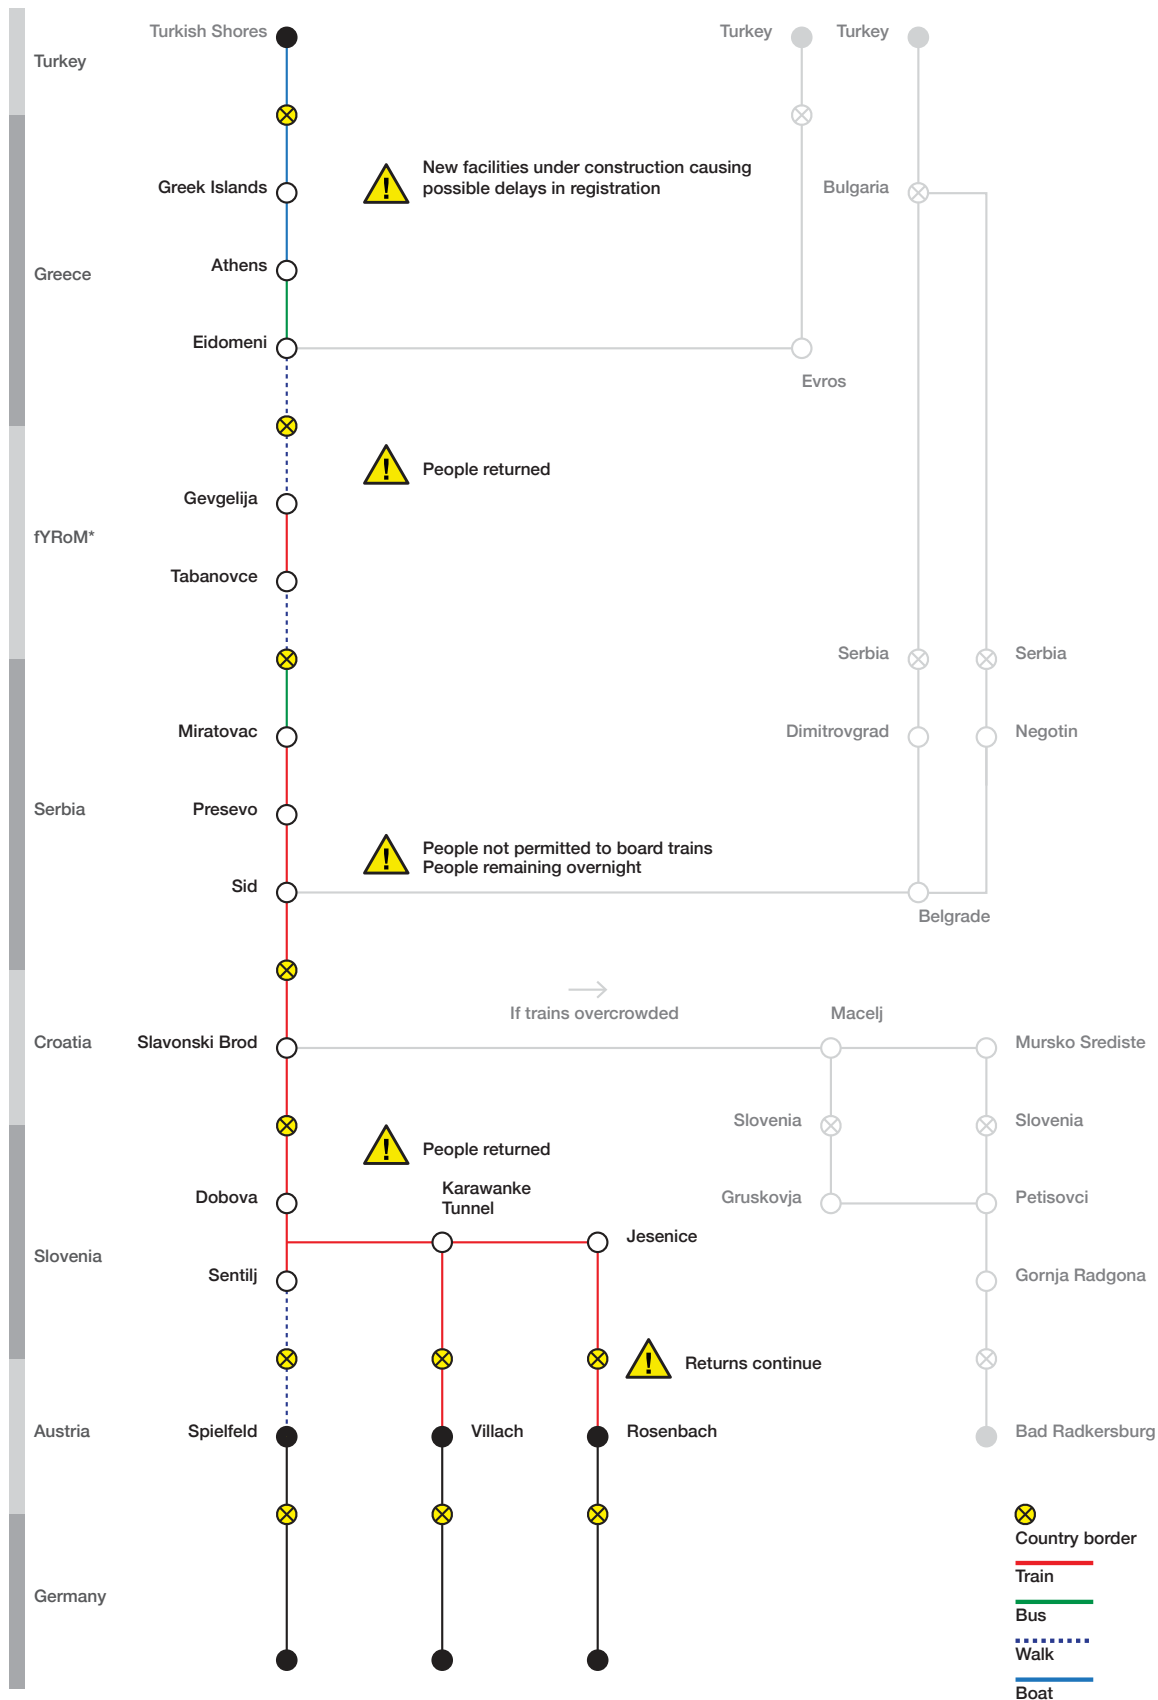 Turkish Shores
Turkey
Turkey
Turkey
New facilities under construction causing
possible delays in registration
Greek Islands
Bulgaria
Athens
Greece
Eidomeni
Evros
People returned
Gevgelija
fYRoM*
Tabanovce
Serbia
Serbia
Miratovac
Dimitrovgrad
Negotin
Serbia
Presevo
People not permitted to board trains
People remaining overnight
Sid
Belgrade
If trains overcrowded
Macelj
Croatia
Slavonski Brod
Mursko Srediste
Slovenia
Slovenia
People returned
Karawanke
Tunnel
Dobova
Gruskovja
Petisovci
Jesenice
Slovenia
Sentilj
Gornja Radgona
Returns continue
Austria
Spielfeld
Villach
Rosenbach
Bad Radkersburg
Country border
Train
Germany
Bus
Walk
Boat